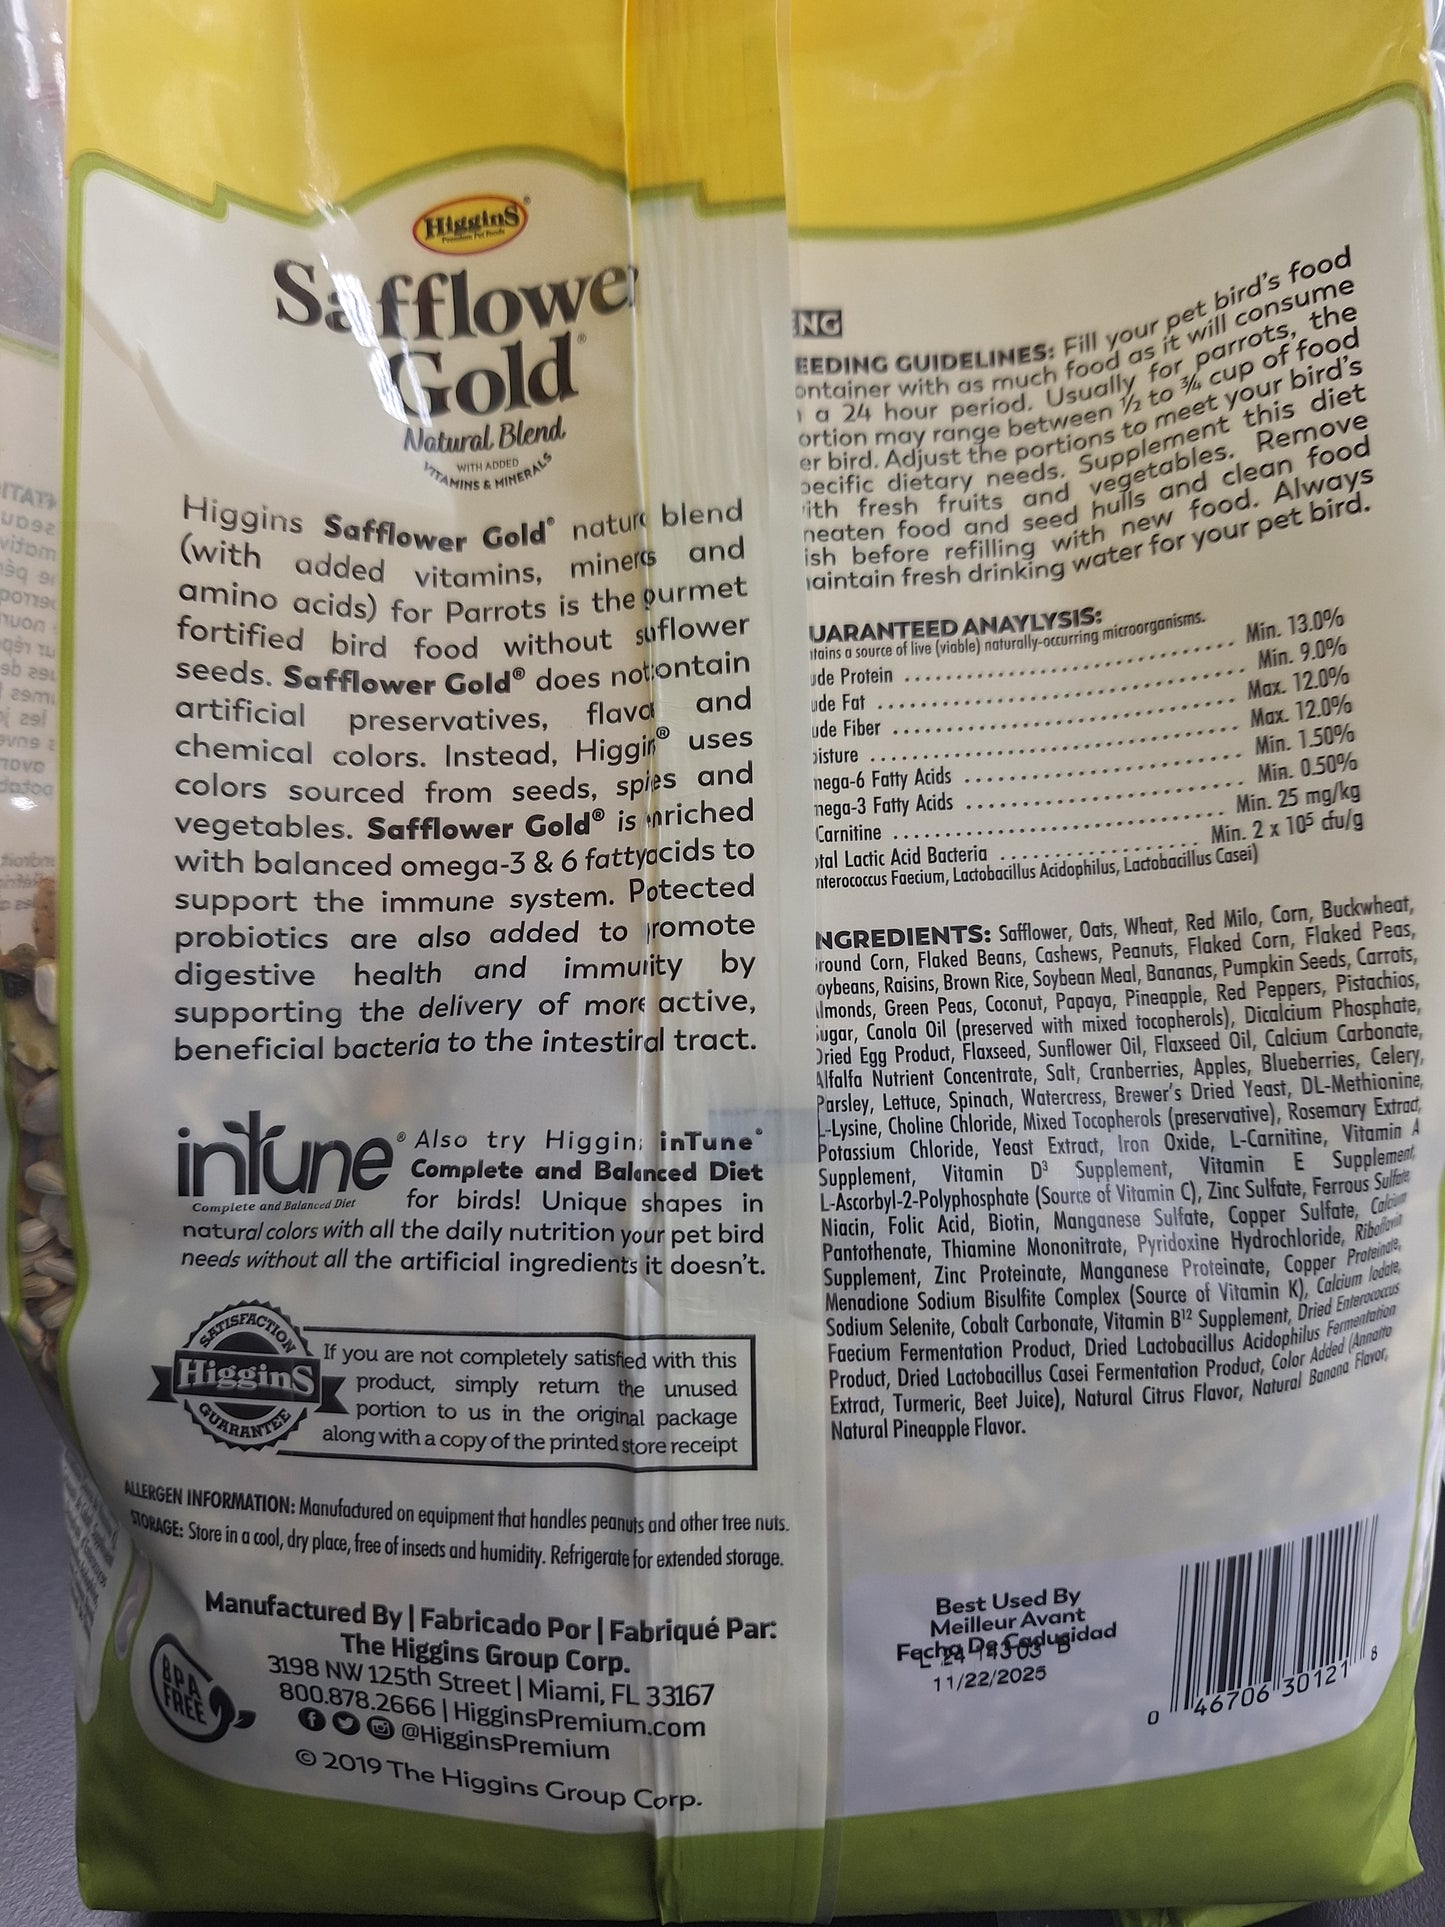 HigginS
Premium Pet Foods
Safflowe
Gold®
Natural Blend
WITH ADDED
VITAMINS & MINERALS
Higgins Safflower Gold® natur blend
(with added vitamins, miners and
amino acids) for Parrots is the gurmet
fortified bird food without suflower
seeds. Safflower Gold® does not ontain
artificial preservatives, flavo and
chemical colors. Instead, Higgin® uses
colors sourced from seeds, spies and
vegetables. Safflower Gold® is enriched
with balanced omega-3 & 6 fatty acids to
support the immune system. Potected
probiotics are also added to romote
digestive health and immunity by
supporting the delivery of more active,
beneficial bacteria to the intestinal tract.
inTune®
Complete and Balanced Diet
Also try Higgins inTune®
Complete and Balanced Diet
for birds! Unique shapes in
natural colors with all the daily nutrition your pet bird
needs without all the artificial ingredients it doesn't.
SATISFACTION
HigginS
GUARANTEE
If you are not completely satisfied with this
product, simply return the unused
portion to us in the original package
along with a copy of the printed store receipt
ALLERGEN INFORMATION: Manufactured on equipment that handles peanuts and other tree nuts.
STORAGE: Store in a cool, dry place, free of insects and humidity. Refrigerate for extended storage.
Manufactured By | Fabricado Por | Fabriqué Par:
The Higgins Group Corp.
3198 NW 125th Street | Miami, FL 33167
800.878.2666 | HigginsPremium.com
@HigginsPremium
© 2019 The Higgins Group Corp.
BPA
FREE
NG
EEDING GUIDELINES: Fill your pet bird's food
ontainer with as much food as it will consume
a 24 hour period. Usually for parrots, the
ortion may range between ½ to ¾ cup of food
er bird. Adjust the portions to meet your bird's
pecific dietary needs. Supplement this diet
ith fresh fruits and vegetables. Remove
neaten food and seed hulls and clean food
ish before refilling with new food. Always
aintain fresh drinking water for your pet bird.
UARANTEED ANAYLYSIS:
ntains a source of live (viable) naturally-occurring microorganisms.
ude Protein Min. 13.0%
ude Fat Min. 9.0%
ude Fiber Max. 12.0%
oisture Max. 12.0%
mega-6 Fatty Acids Min. 1.50%
mega-3 Fatty Acids Min. 0.50%
Carnitine Min. 25 mg/kg
otal Lactic Acid Bacteria Min. 2 x 10⁵ cfu/g
nterococcus Faecium, Lactobacillus Acidophilus, Lactobacillus Casei)
NGREDIENTS: Safflower, Oats, Wheat, Red Milo, Corn, Buckwheat,
round Corn, Flaked Beans, Cashews, Peanuts, Flaked Corn, Flaked Peas,
oybeans, Raisins, Brown Rice, Soybean Meal, Bananas, Pumpkin Seeds, Carrots,
lmonds, Green Peas, Coconut, Papaya, Pineapple, Red Peppers, Pistachios,
Sugar, Canola Oil (preserved with mixed tocopherols), Dicalcium Phosphate,
Dried Egg Product, Flaxseed, Sunflower Oil, Flaxseed Oil, Calcium Carbonate,
Alfalfa Nutrient Concentrate, Salt, Cranberries, Apples, Blueberries, Celery,
Parsley, Lettuce, Spinach, Watercress, Brewer's Dried Yeast, DL-Methionine,
L-Lysine, Choline Chloride, Mixed Tocopherols (preservative), Rosemary Extract,
Potassium Chloride, Yeast Extract, Iron Oxide, L-Carnitine, Vitamin A
Supplement, Vitamin D³ Supplement, Vitamin E Supplement,
L-Ascorbyl-2-Polyphosphate (Source of Vitamin C), Zinc Sulfate, Ferrous Sulfate,
Niacin, Folic Acid, Biotin, Manganese Sulfate, Copper Sulfate, Calcium
Pantothenate, Thiamine Mononitrate, Pyridoxine Hydrochloride, Riboflavin
Supplement, Zinc Proteinate, Manganese Proteinate, Copper Proteinate,
Menadione Sodium Bisulfite Complex (Source of Vitamin K), Calcium Iodate,
Sodium Selenite, Cobalt Carbonate, Vitamin B¹² Supplement, Dried Enterococcus
Faecium Fermentation Product, Dried Lactobacillus Acidophilus Fermentation
Product, Dried Lactobacillus Casei Fermentation Product, Color Added (Annatto
Extract, Turmeric, Beet Juice), Natural Citrus Flavor, Natural Banana Flavor,
Natural Pineapple Flavor.
Best Used By
Meilleur Avant
Fecha De Caducidad
11/22/2025
0 46706 30121 8